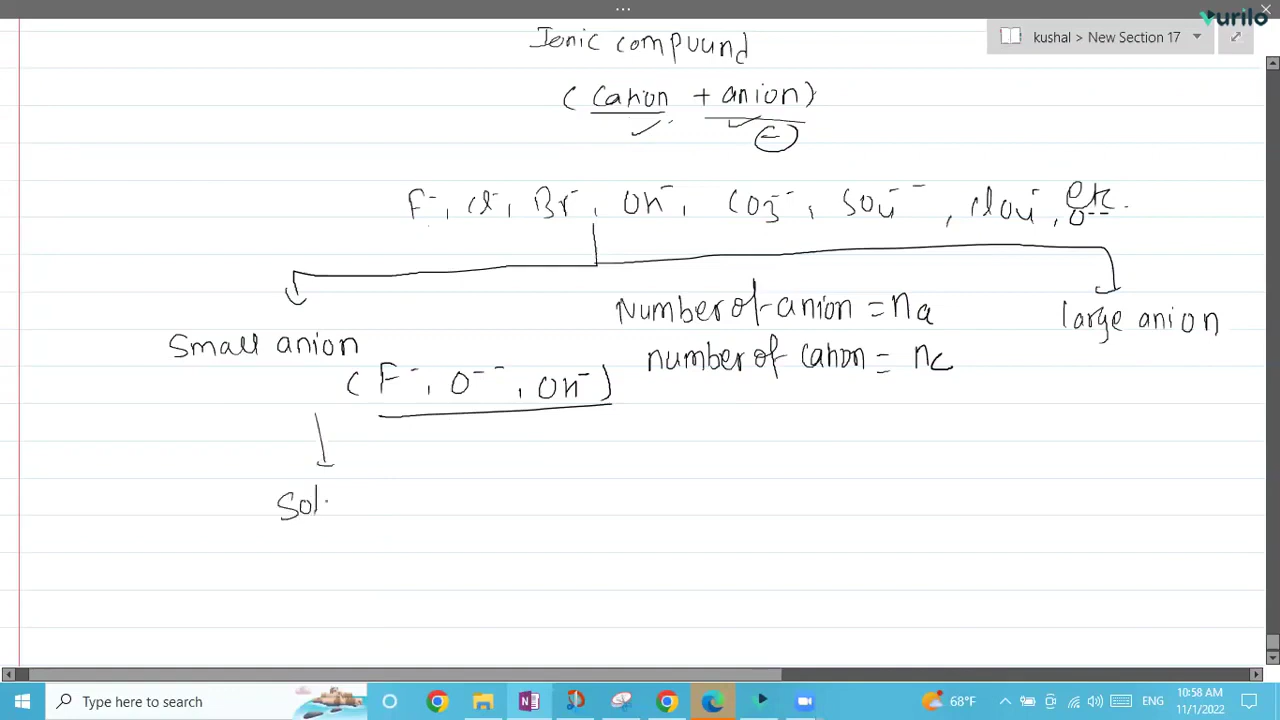 vurilo
kushal > New Section 17
Ionic compound
(cation + anion)
(-)
F⁻, Cl⁻, Br⁻, OH⁻, CO3⁻⁻, SO4⁻⁻, ClO4⁻, etc.
O⁻⁻
Number of anion = na
large anion
Small anion
number of cation = nc
(F⁻, O⁻⁻, OH⁻)
Sol
Type here to search
68°F
ENG
10:58 AM
11/1/2022